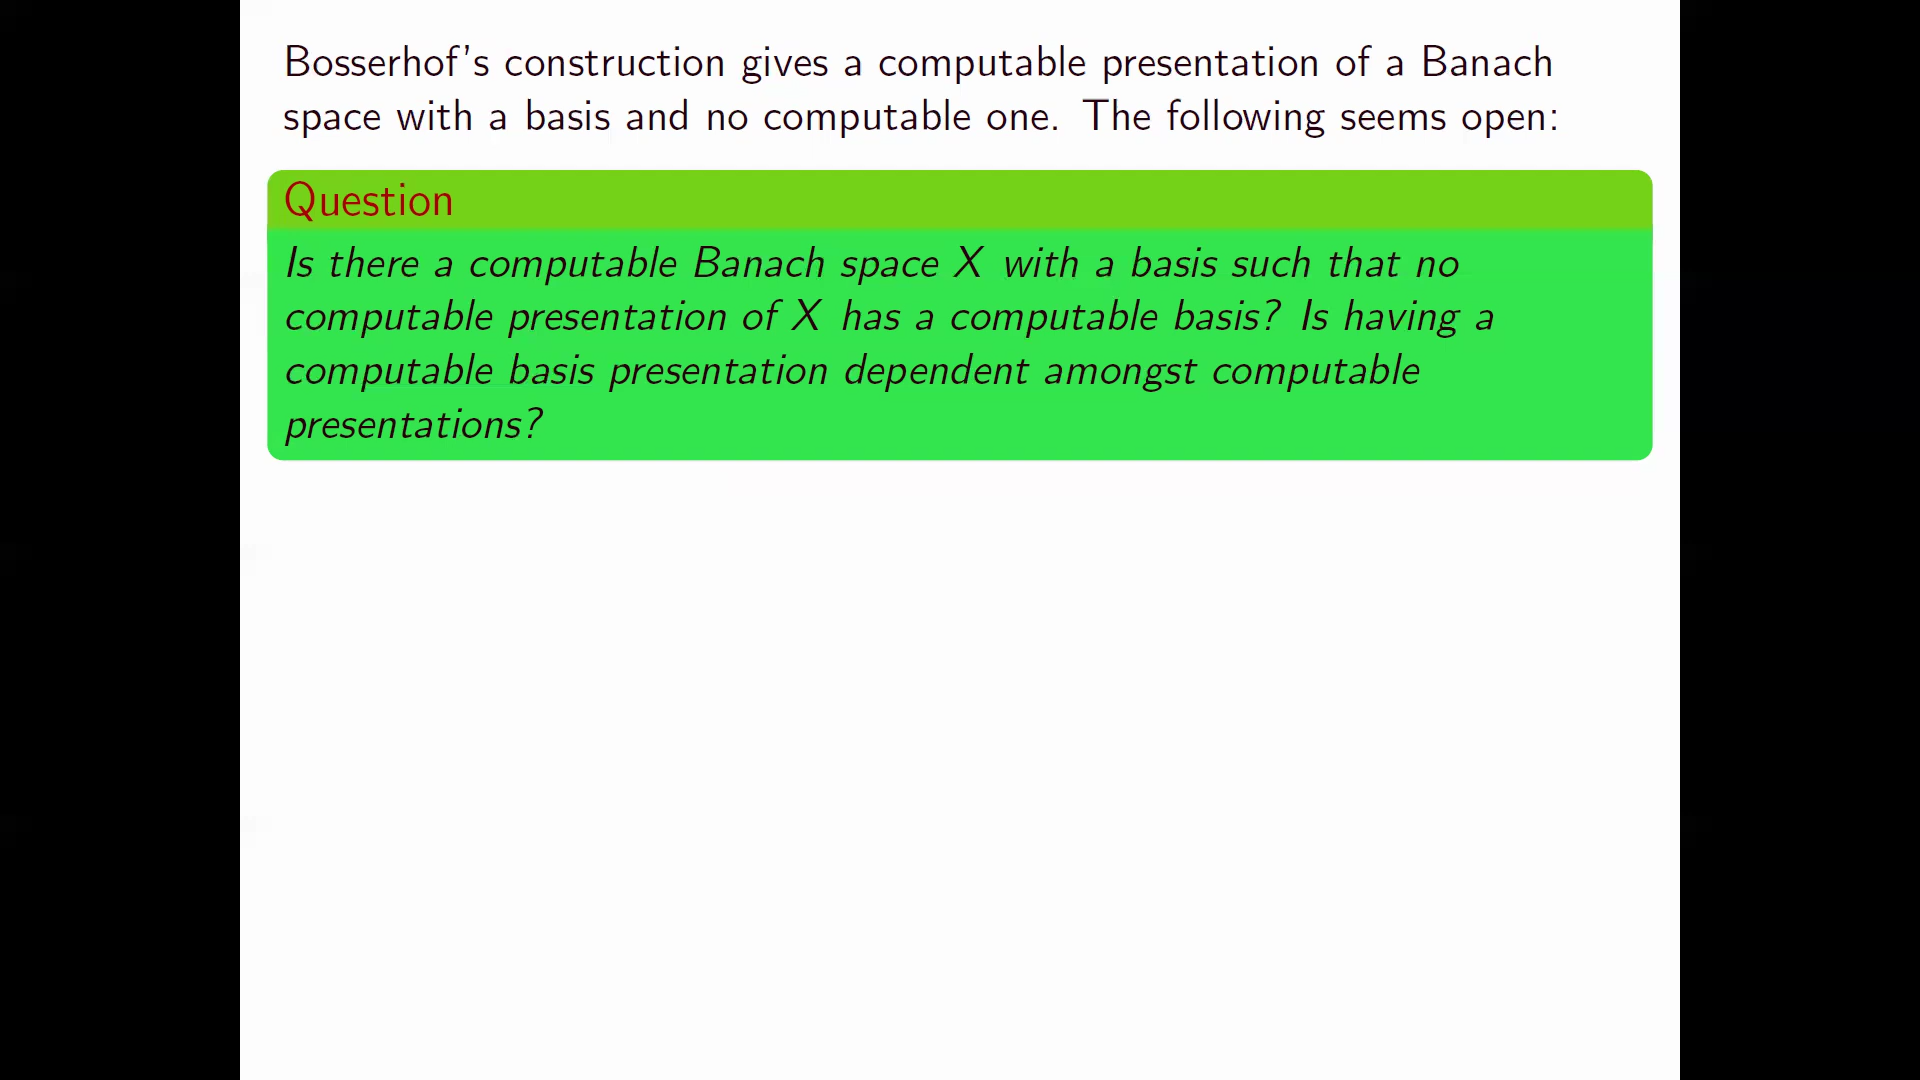 Bosserhof's construction gives a computable presentation of a Banach
space with a basis and no computable one. The following seems open:
Question
Is there a computable Banach space X with a basis such that no
computable presentation of X has a computable basis? Is having a
computable basis presentation dependent amongst computable
presentations?